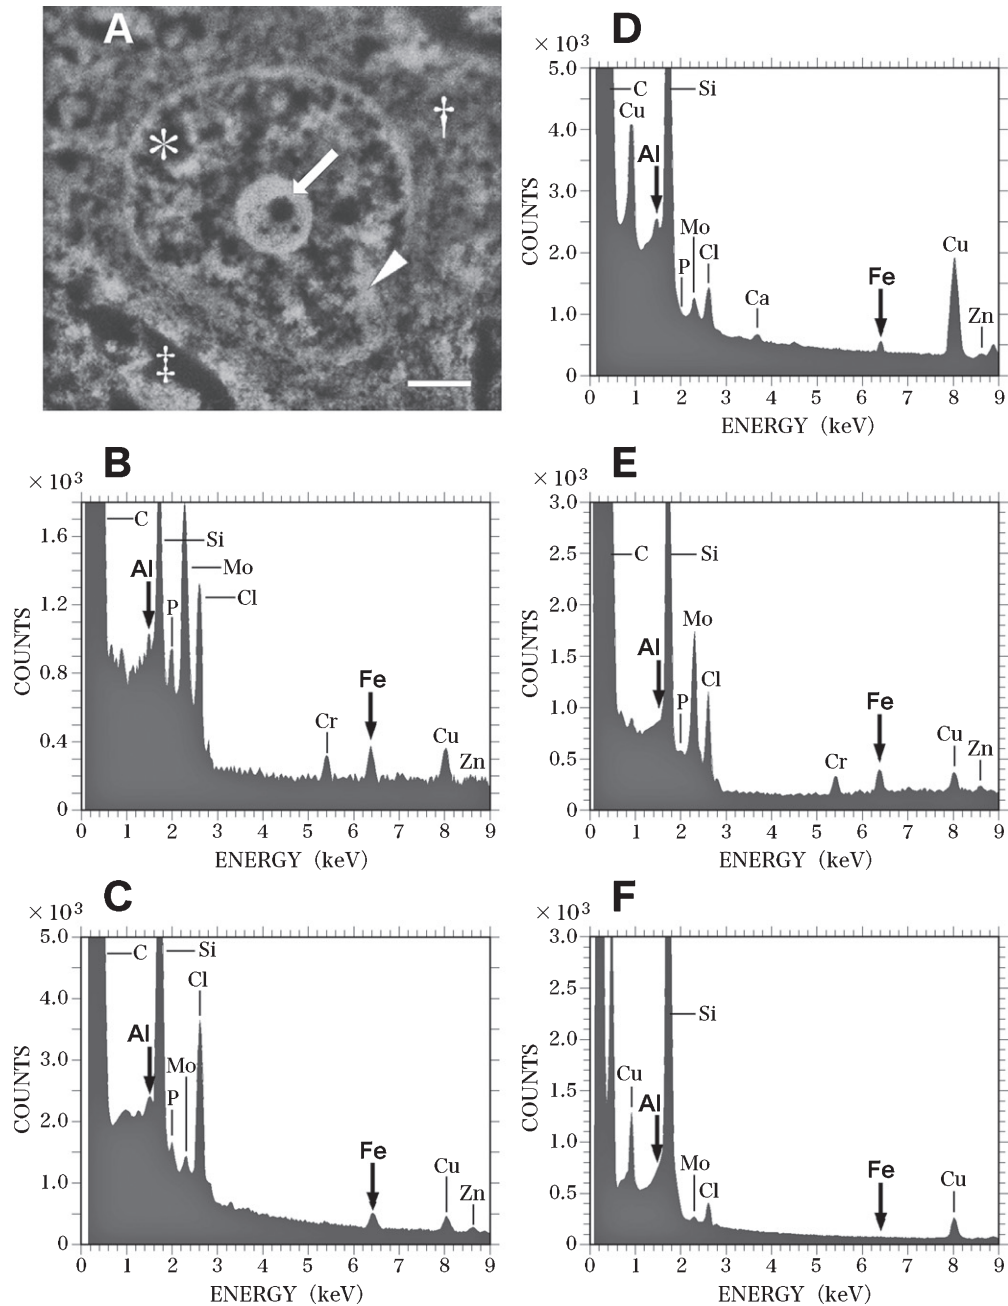 A
*
†
‡
D
× 10³
5.0
4.0
3.0
2.0
1.0
0
COUNTS
C
Cu
Si
Al
Mo
P
Cl
Ca
Fe
Cu
Zn
0 1 2 3 4 5 6 7 8 9
ENERGY (keV)
B
× 10³
1.6
1.2
0.8
0.4
0
COUNTS
C
Si
Al
Mo
P
Cl
Fe
Cr
Cu
Zn
0 1 2 3 4 5 6 7 8 9
ENERGY (keV)
E
× 10³
3.0
2.5
2.0
1.5
1.0
0.5
0
COUNTS
C
Si
Mo
Al
Cl
P
Fe
Cr
Cu
Zn
0 1 2 3 4 5 6 7 8 9
ENERGY (keV)
C
× 10³
5.0
4.0
3.0
2.0
1.0
0
COUNTS
C
Si
Cl
Al
Mo
P
Fe
Cu
Zn
0 1 2 3 4 5 6 7 8 9
ENERGY (keV)
F
× 10³
3.0
2.5
2.0
1.5
1.0
0.5
0
COUNTS
Si
Cu
Al
Mo
Cl
Fe
Cu
0 1 2 3 4 5 6 7 8 9
ENERGY (keV)